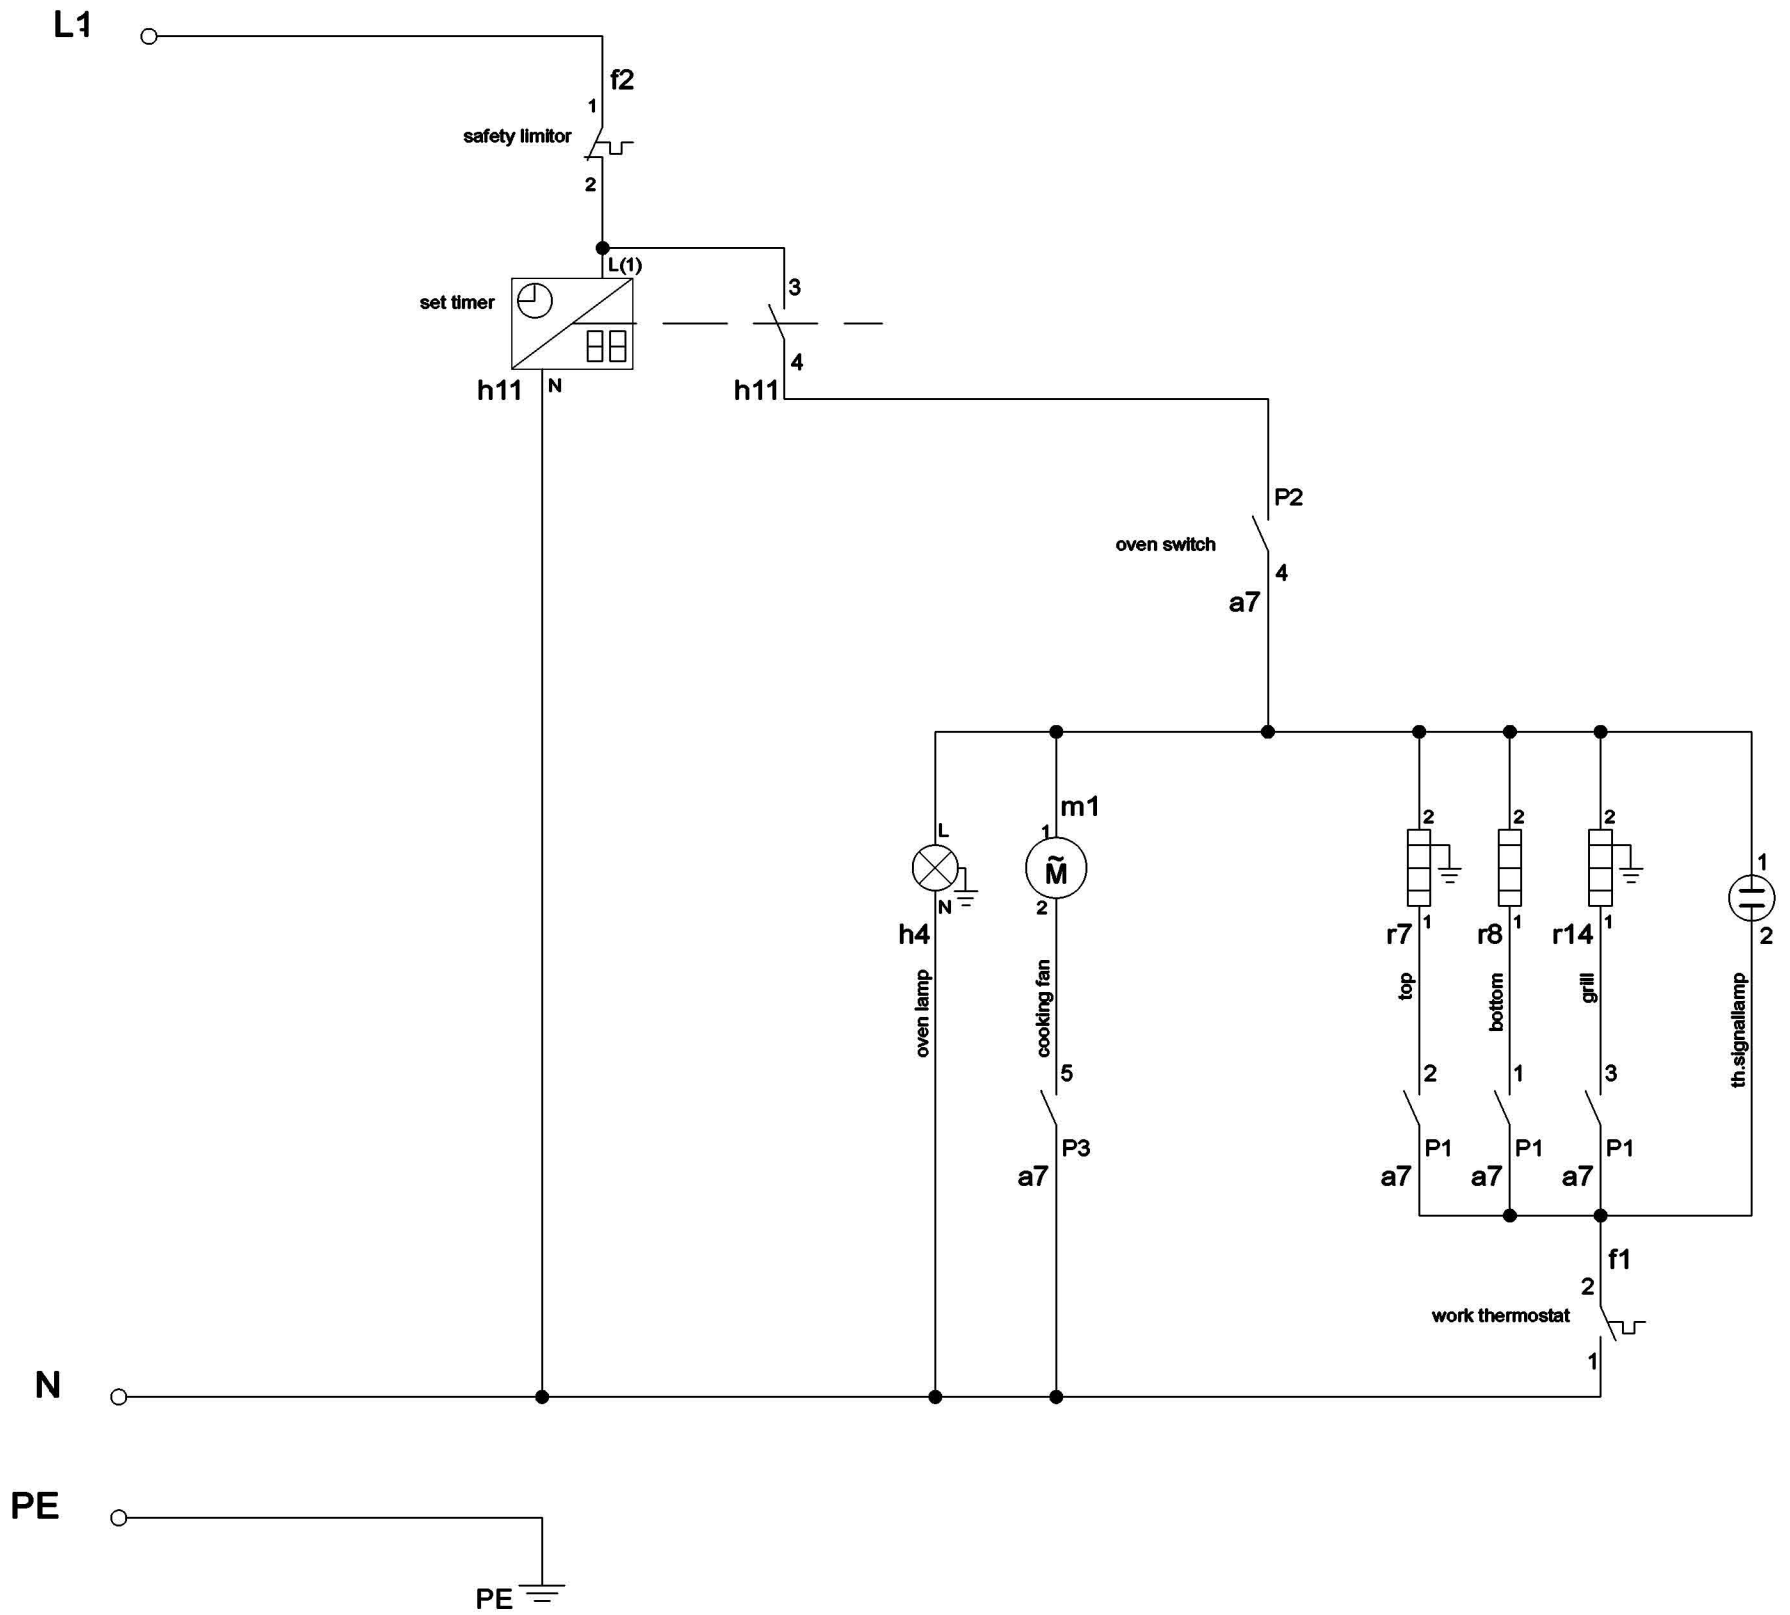 L1
f2
1
safety limitor
2
L(1)
3
set timer
4
h11
N
h11
P2
oven switch
4
a7
m1
L
1
2
2
2
1
M
N
2
1
1
1
2
h4
r7
r8
r14
oven lamp
cooking fan
top
bottom
grill
th.signallamp
5
2
1
3
P3
P1
P1
P1
a7
a7
a7
a7
f1
2
work thermostat
1
N
PE
PE